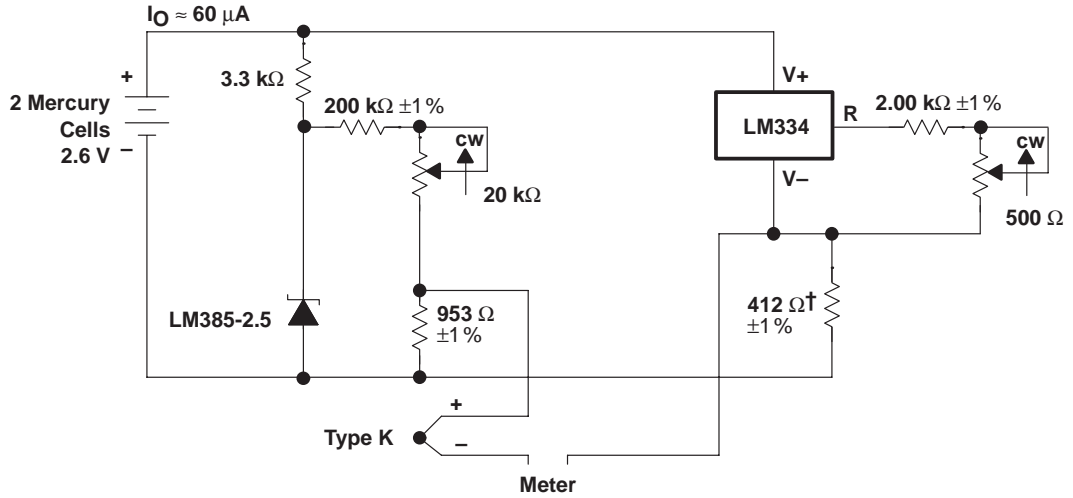 IO ≈ 60 μA
+
2 Mercury
Cells
2.6 V
–
3.3 kΩ
200 kΩ ±1%
cw
20 kΩ
LM385-2.5
953 Ω
±1%
V+
LM334
R
V–
2.00 kΩ ±1%
cw
500 Ω
412 Ω†
±1%
Type K
+
–
Meter